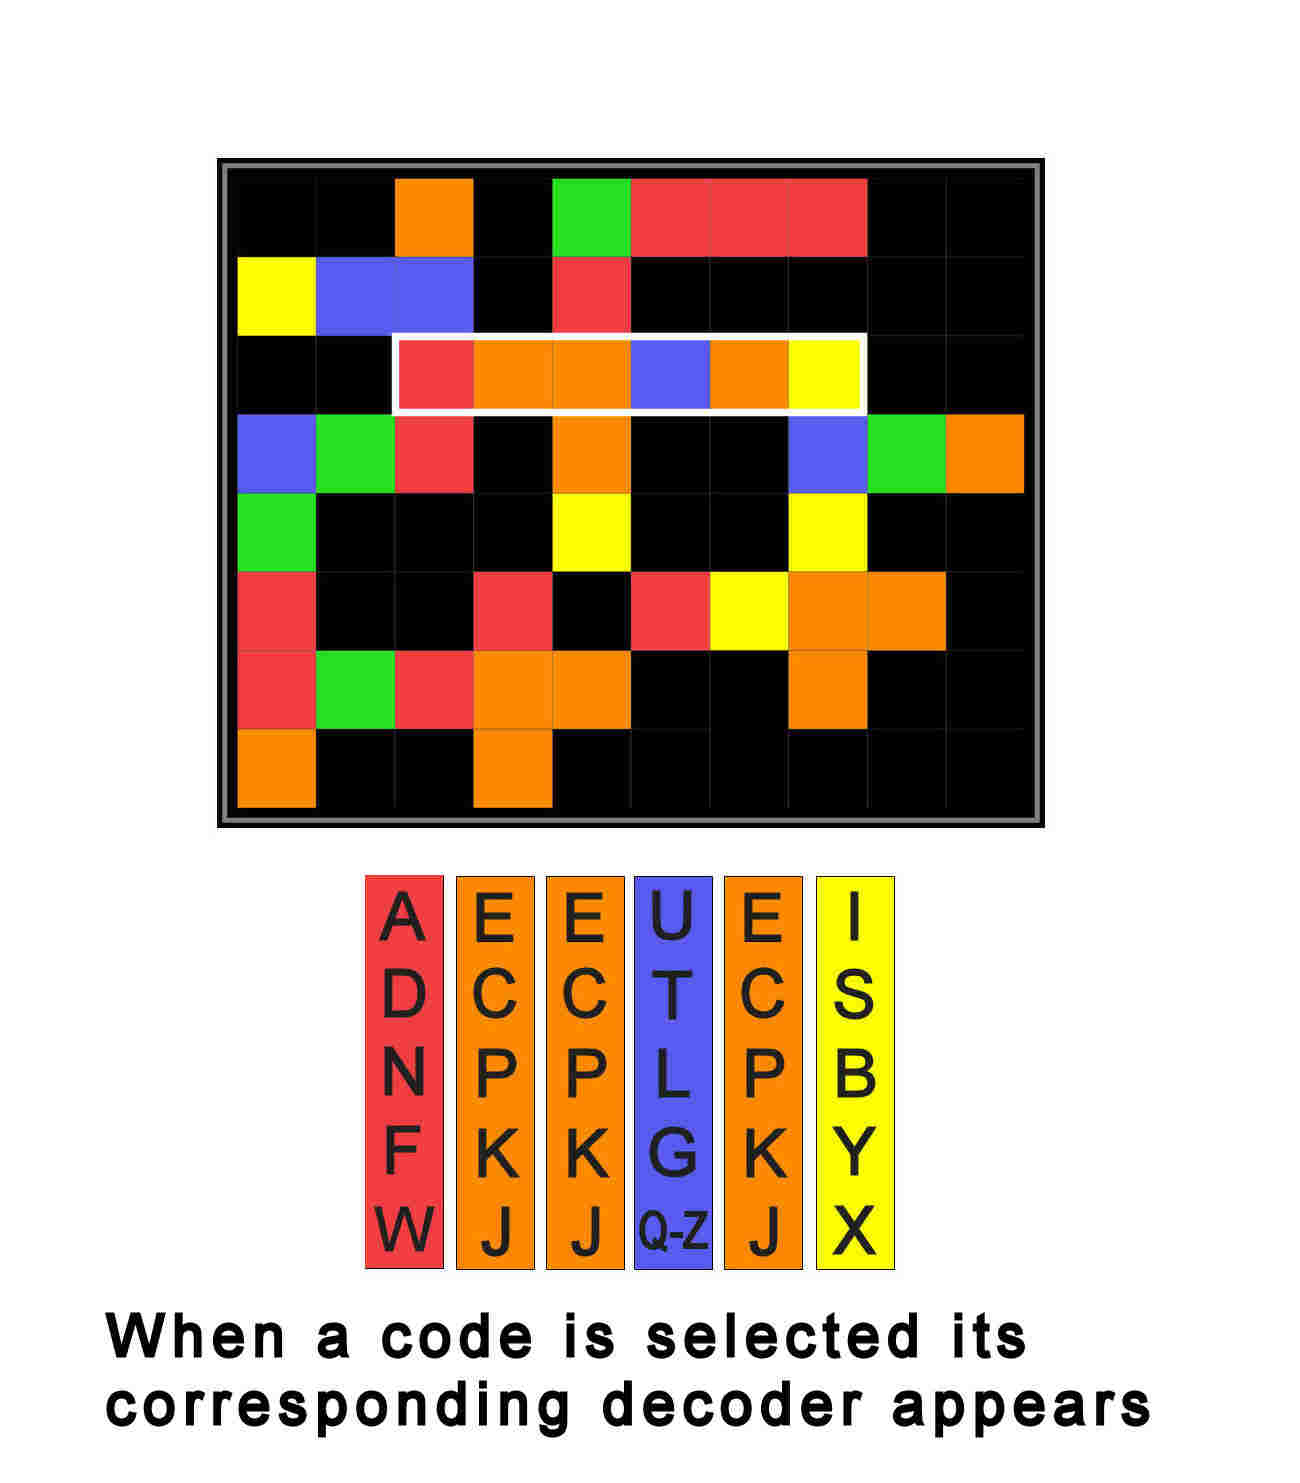 A E E U E I
D C C T C S
N P P L P B
F K K G K Y
W J J Q-Z J X
When a code is selected its
corresponding decoder appears